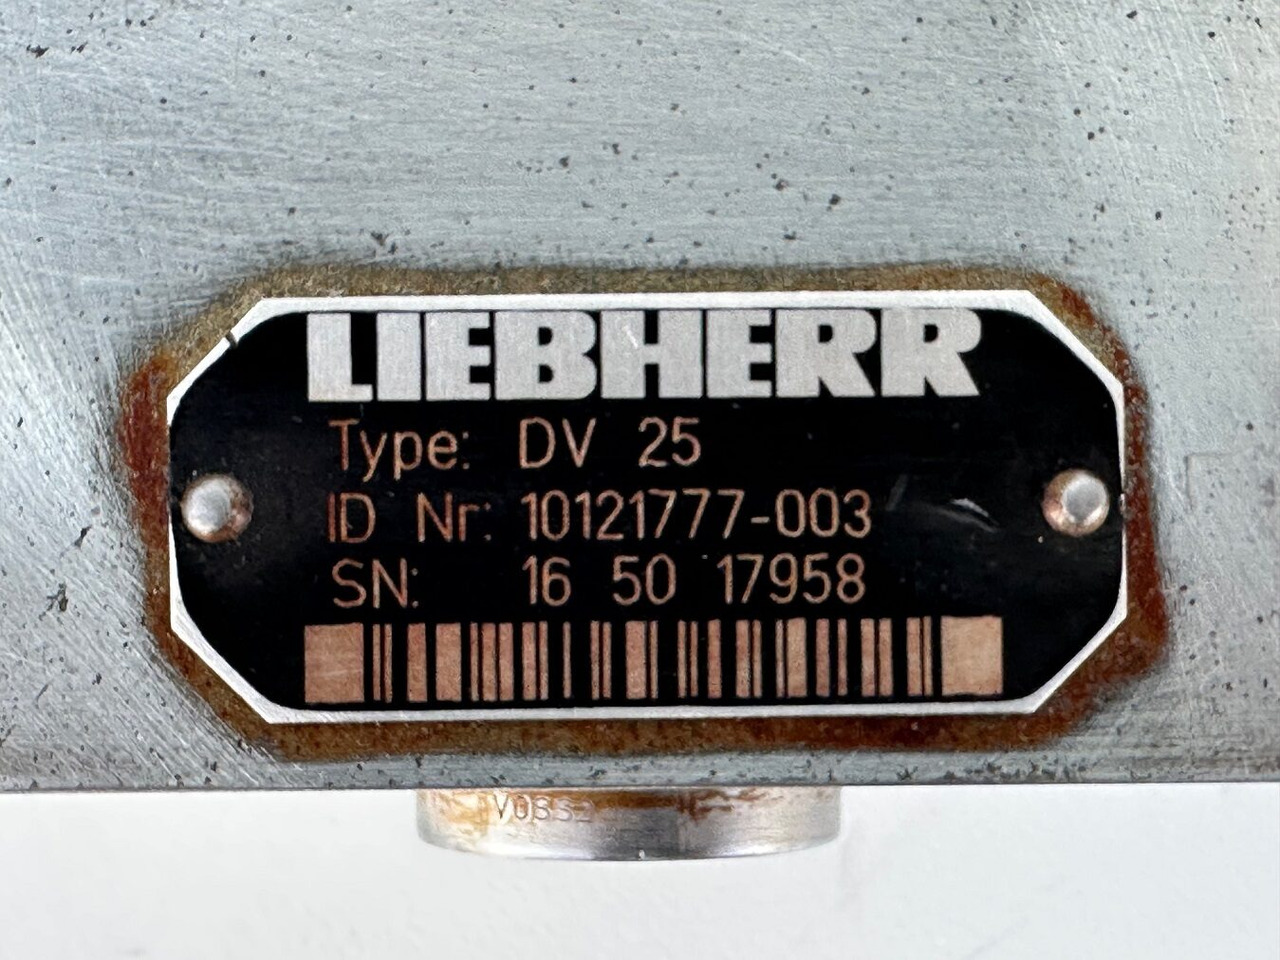 LIEBHERR
Type: DV 25
ID Nr: 10121777-003
SN: 16 50 17958